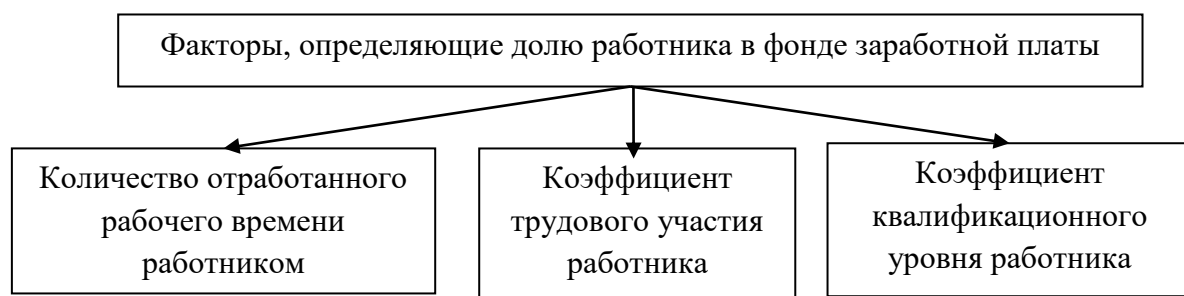 Факторы, определяющие долю работника в фонде заработной платы
Количество отработанного
рабочего времени
работником
Коэффициент
трудового участия
работника
Коэффициент
квалификационного
уровня работника